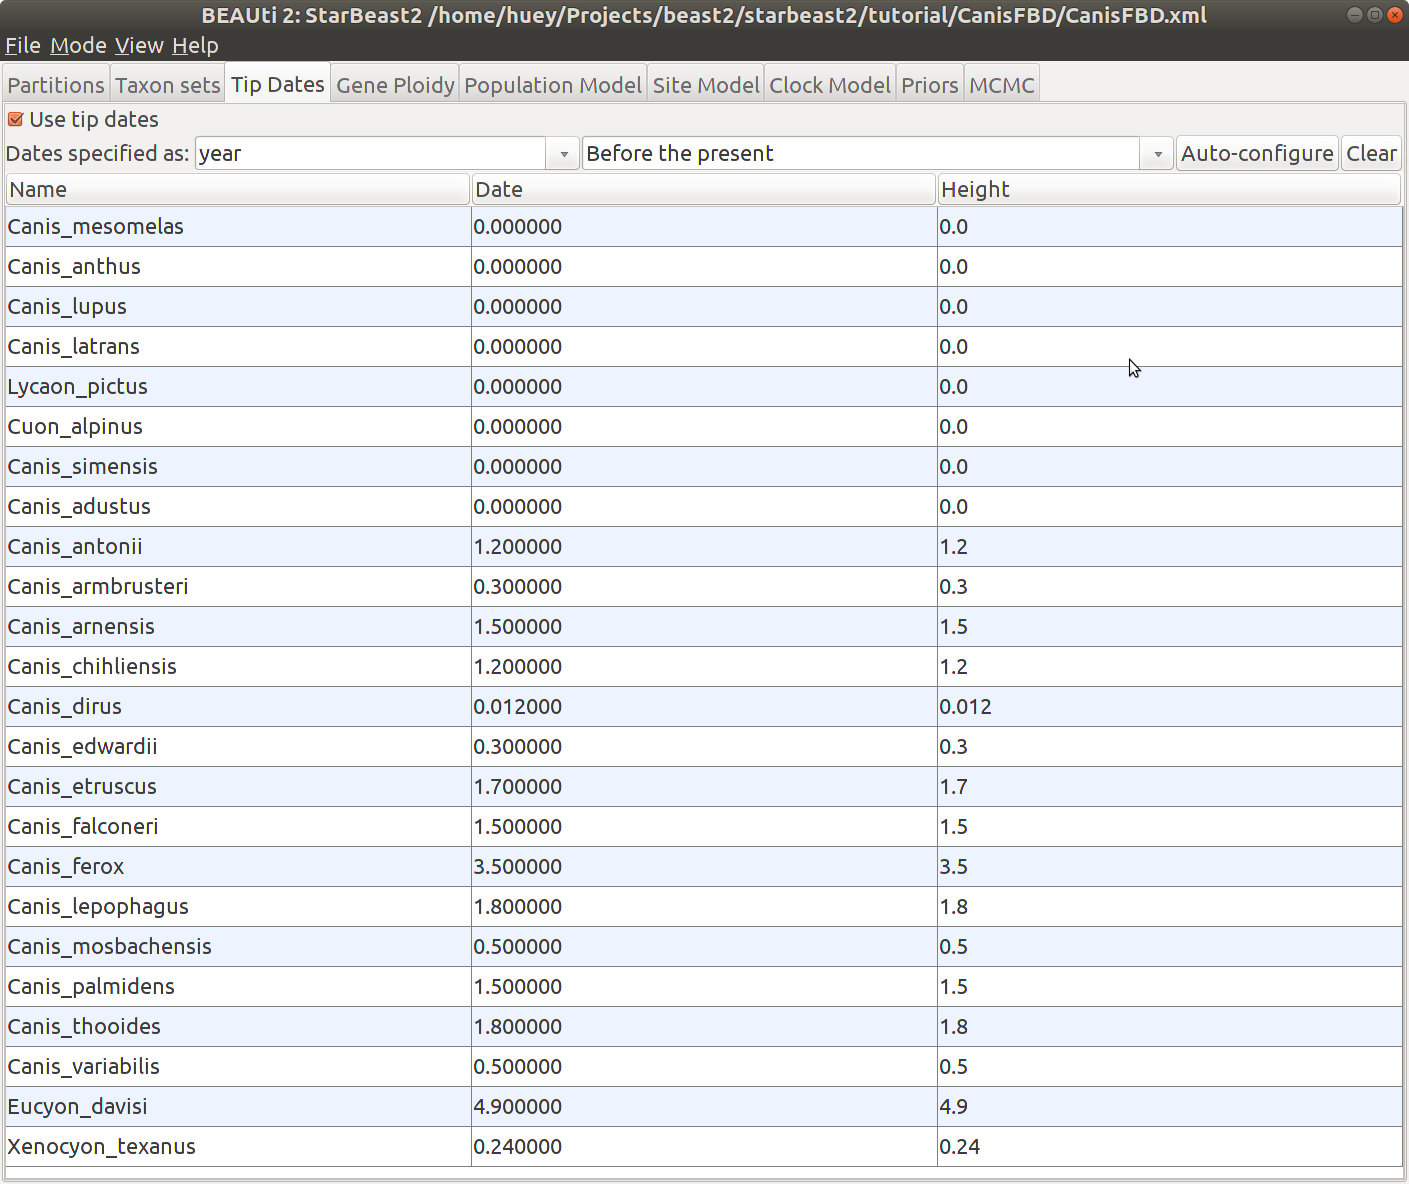 BEAUti 2: StarBeast2 /home/huey/Projects/beast2/starbeast2/tutorial/CanisFBD/CanisFBD.xml
File Mode View Help
Partitions Taxon sets Tip Dates Gene Ploidy Population Model Site Model Clock Model Priors MCMC
Use tip dates
Dates specified as: year Before the present Auto-configure Clear
Name Date Height
Canis_mesomelas 0.000000 0.0
Canis_anthus 0.000000 0.0
Canis_lupus 0.000000 0.0
Canis_latrans 0.000000 0.0
Lycaon_pictus 0.000000 0.0
Cuon_alpinus 0.000000 0.0
Canis_simensis 0.000000 0.0
Canis_adustus 0.000000 0.0
Canis_antonii 1.200000 1.2
Canis_armbrusteri 0.300000 0.3
Canis_arnensis 1.500000 1.5
Canis_chihliensis 1.200000 1.2
Canis_dirus 0.012000 0.012
Canis_edwardii 0.300000 0.3
Canis_etruscus 1.700000 1.7
Canis_falconeri 1.500000 1.5
Canis_ferox 3.500000 3.5
Canis_lepophagus 1.800000 1.8
Canis_mosbachensis 0.500000 0.5
Canis_palmidens 1.500000 1.5
Canis_thooides 1.800000 1.8
Canis_variabilis 0.500000 0.5
Eucyon_davisi 4.900000 4.9
Xenocyon_texanus 0.240000 0.24